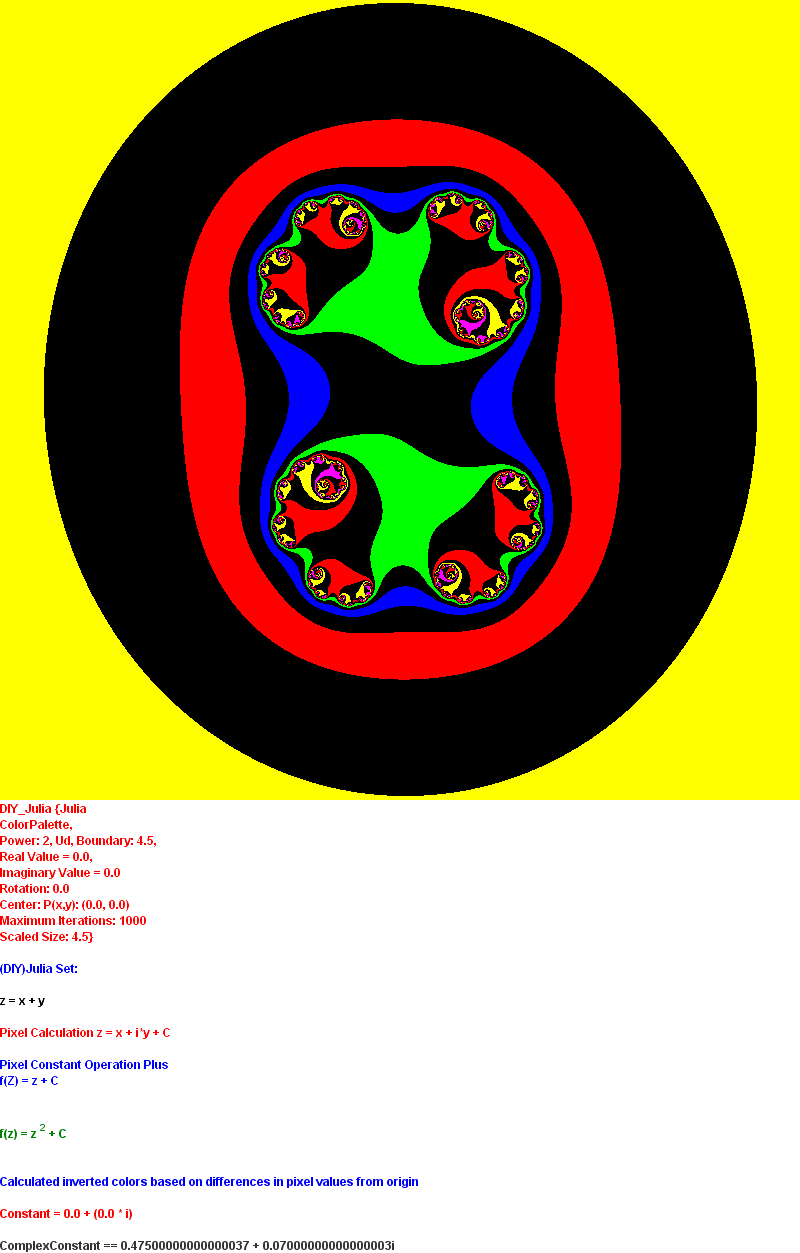 DIY_Julia {Julia
ColorPalette,
Power: 2, Ud, Boundary: 4.5,
Real Value = 0.0,
Imaginary Value = 0.0
Rotation: 0.0
Center: P(x,y): (0.0, 0.0)
Maximum Iterations: 1000
Scaled Size: 4.5}
(DIY)Julia Set:
z = x + y
Pixel Calculation z = x + i*y + C
Pixel Constant Operation Plus
f(Z) = z + C
f(z) = z 2 + C
Calculated inverted colors based on differences in pixel values from origin
Constant = 0.0 + (0.0 * i)
ComplexConstant == 0.47500000000000037 + 0.07000000000000003i